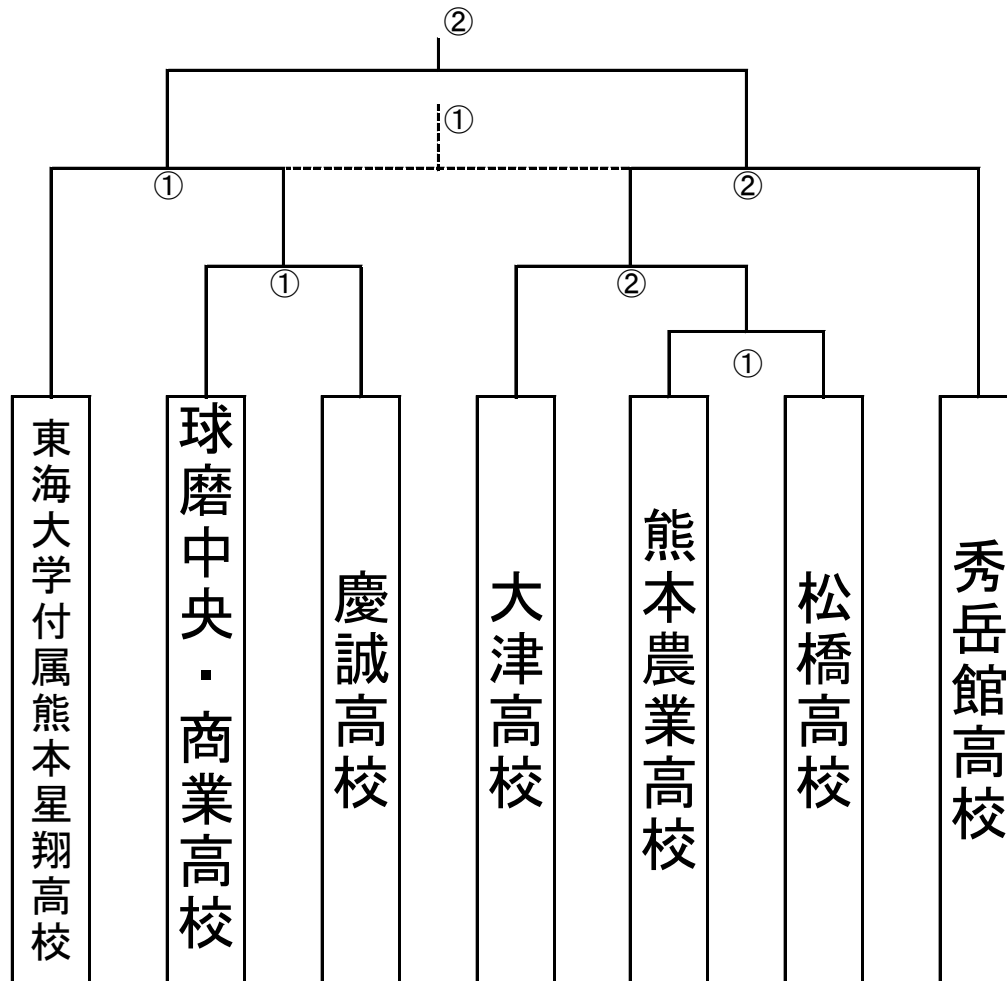 ②
①
①
②
①
②
①
東海大学付属熊本星翔高校
球磨中央・商業高校
慶誠高校
大津高校
熊本農業高校
松橋高校
秀岳館高校